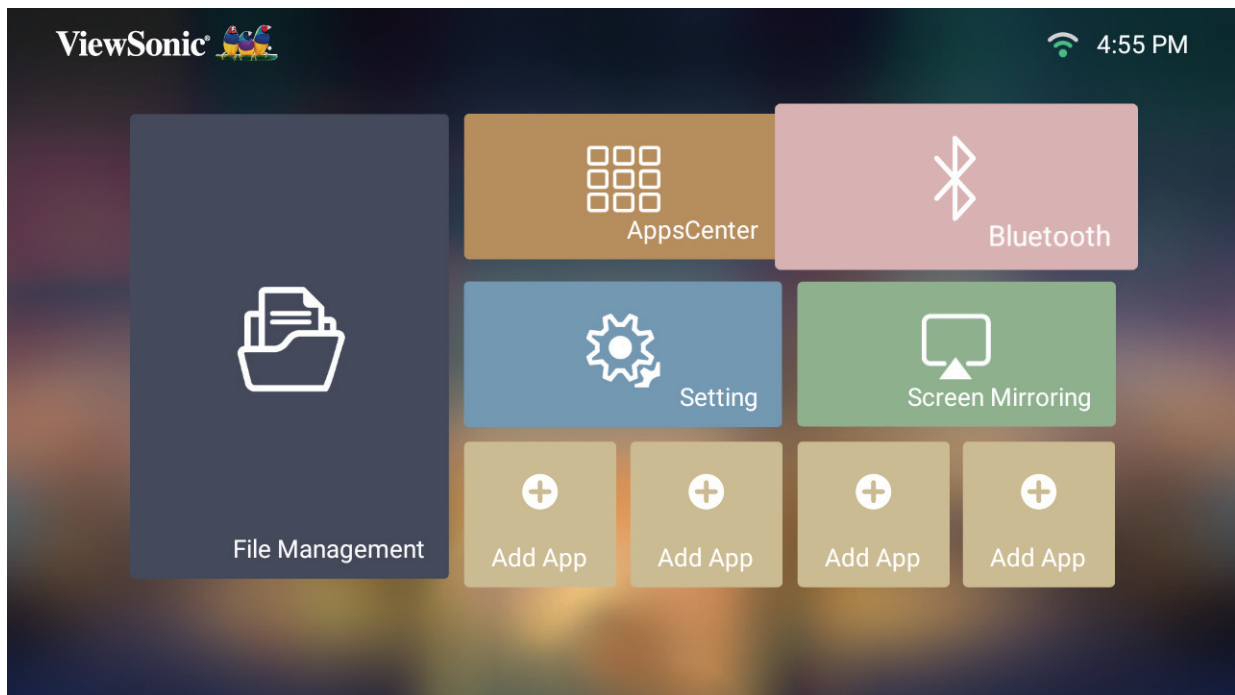 ViewSonic®
4:55 PM
AppsCenter
Bluetooth
Setting
Screen Mirroring
File Management
Add App
Add App
Add App
Add App